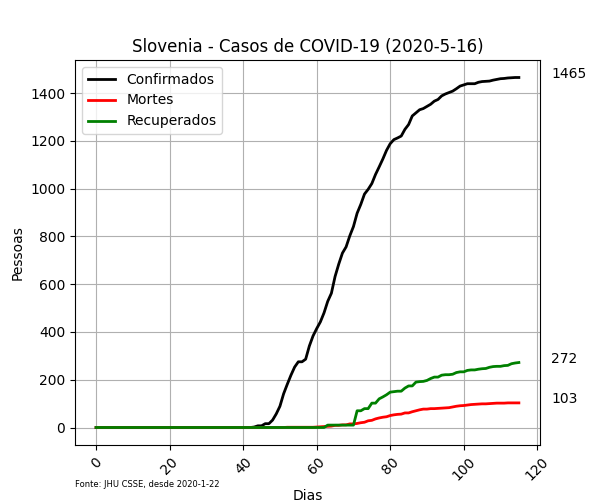 Slovenia - Casos de COVID-19 (2020-5-16)
Confirmados
Mortes
Recuperados
1465
272
103
Pessoas
1400
1200
1000
800
600
400
200
0
0
20
40
60
80
100
120
Fonte: JHU CSSE, desde 2020-1-22
Dias